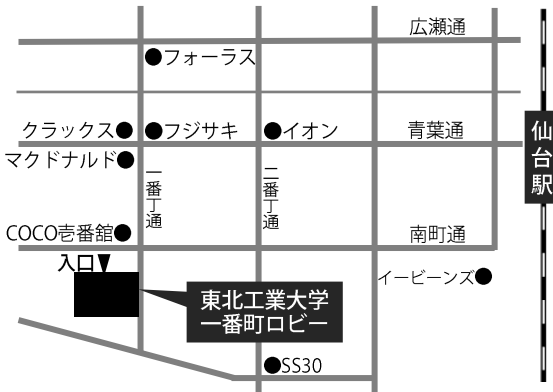 広瀬通
フォーラス
クラックス
フジサキ
イオン
青葉通
仙台駅
マクドナルド
一番丁通
二番丁通
COCO壱番舘
南町通
入口
イービーンズ
東北工業大学
一番町ロビー
SS30